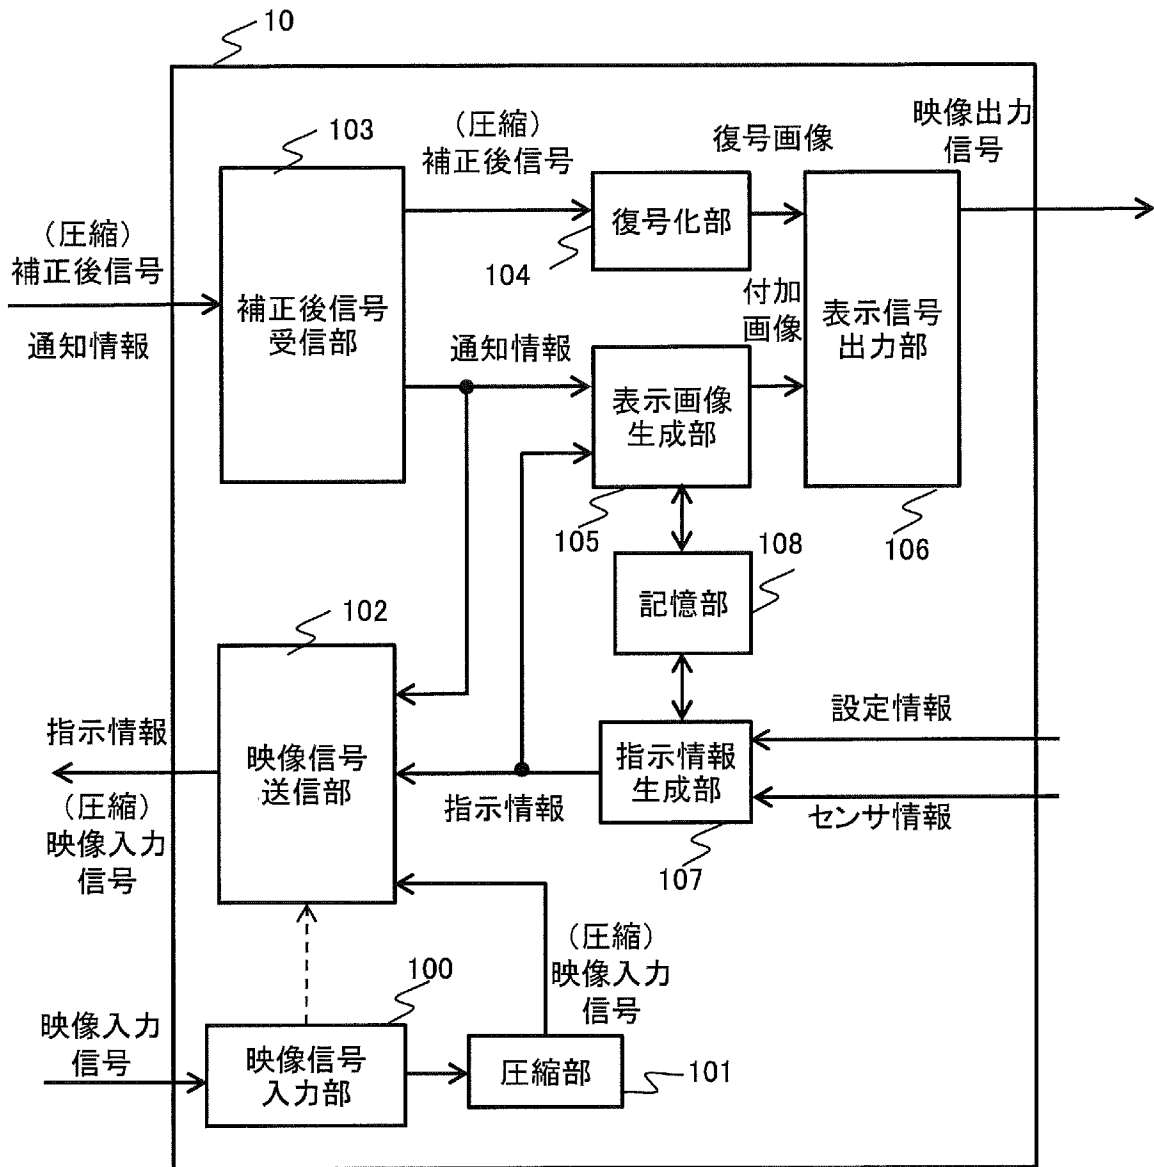 10
103
(圧縮)
補正後信号
復号画像
映像出力
信号
復号化部
104
(圧縮)
補正後信号
通知情報
補正後信号
受信部
通知情報
付加
画像
表示信号
出力部
表示画像
生成部
105
106
108
記憶部
102
設定情報
指示情報
映像信号
送信部
指示情報
指示情報
生成部
センサ情報
107
(圧縮)
映像入力
信号
(圧縮)
映像入力
信号
100
映像入力
信号
映像信号
入力部
圧縮部
101